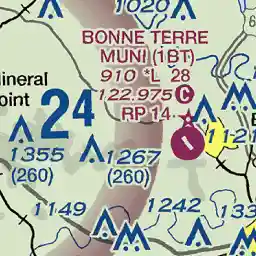 1020
BONNE TERRE
MUNI (1BT)
910 *L 28
122.975 C
RP 14
ineral
oint
24
1355
(260)
1267
(260)
1149
1242